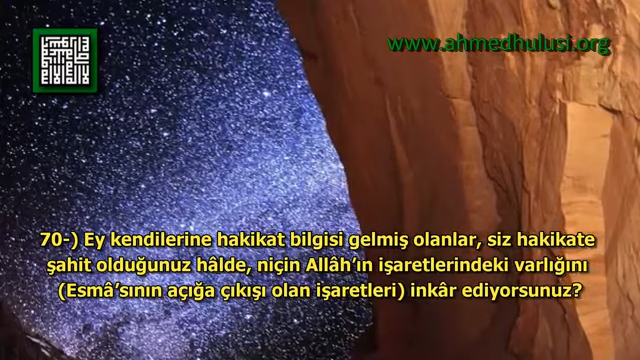 www.ahmedhulusi.org
70-) Ey kendilerine hakikat bilgisi gelmiş olanlar, siz hakikate
şahit olduğunuz hâlde, niçin Allâh'ın işaretlerindeki varlığını
(Esmâ'sının açığa çıkışı olan işaretleri) inkâr ediyorsunuz?